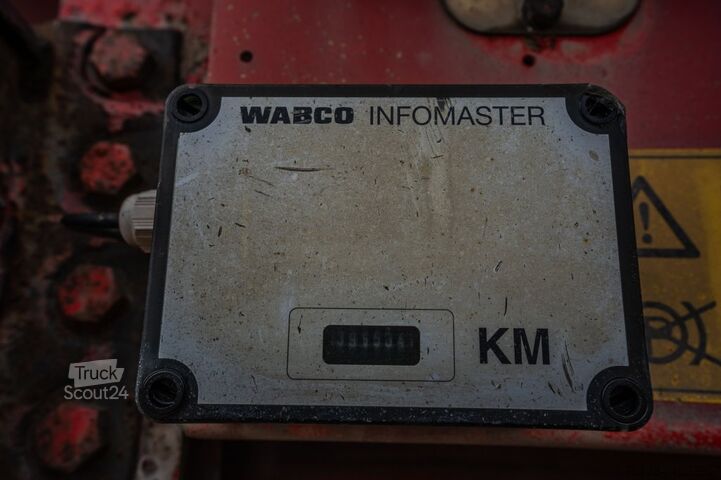 WABCO INFOMASTER
KM
Truck
Scout24